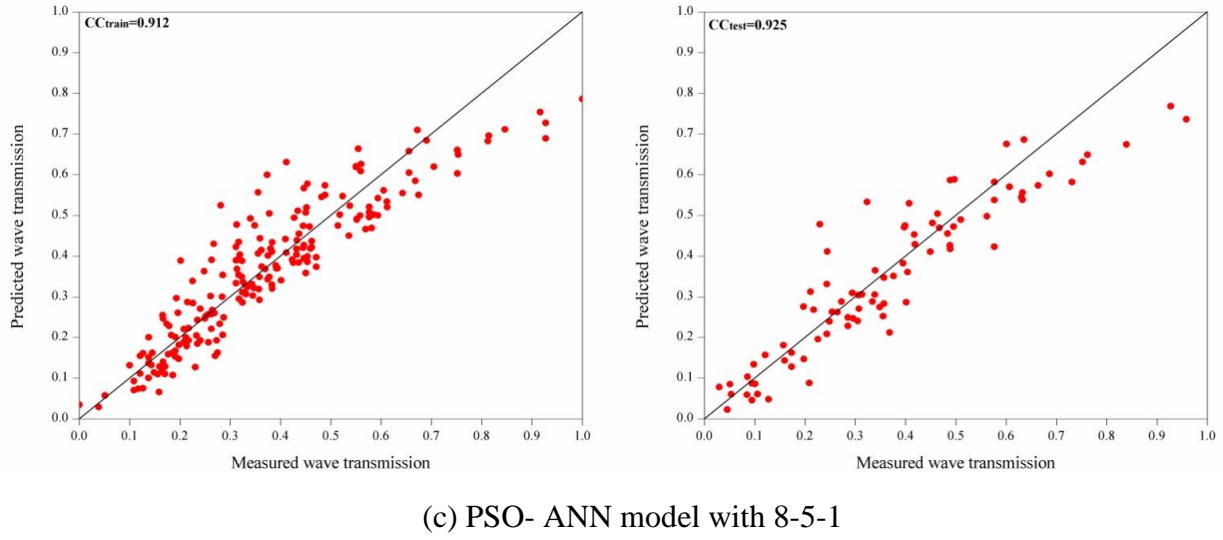 CCtrain=0.912
1.0
0.9
0.8
0.7
0.6
0.5
0.4
0.3
0.2
0.1
0.0
Predicted wave transmission
0.0 0.1 0.2 0.3 0.4 0.5 0.6 0.7 0.8 0.9 1.0
Measured wave transmission
CCtest=0.925
1.0
0.9
0.8
0.7
0.6
0.5
0.4
0.3
0.2
0.1
0.0
Predicted wave transmission
0.0 0.1 0.2 0.3 0.4 0.5 0.6 0.7 0.8 0.9 1.0
Measured wave transmission
(c) PSO- ANN model with 8-5-1